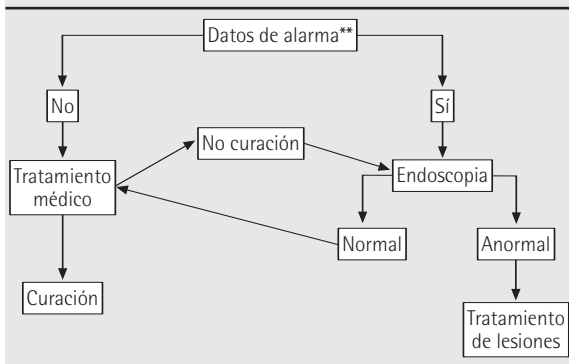 Datos de alarma**
No
Sí
No curación
Tratamiento
médico
Endoscopia
Normal
Anormal
Curación
Tratamiento
de lesiones